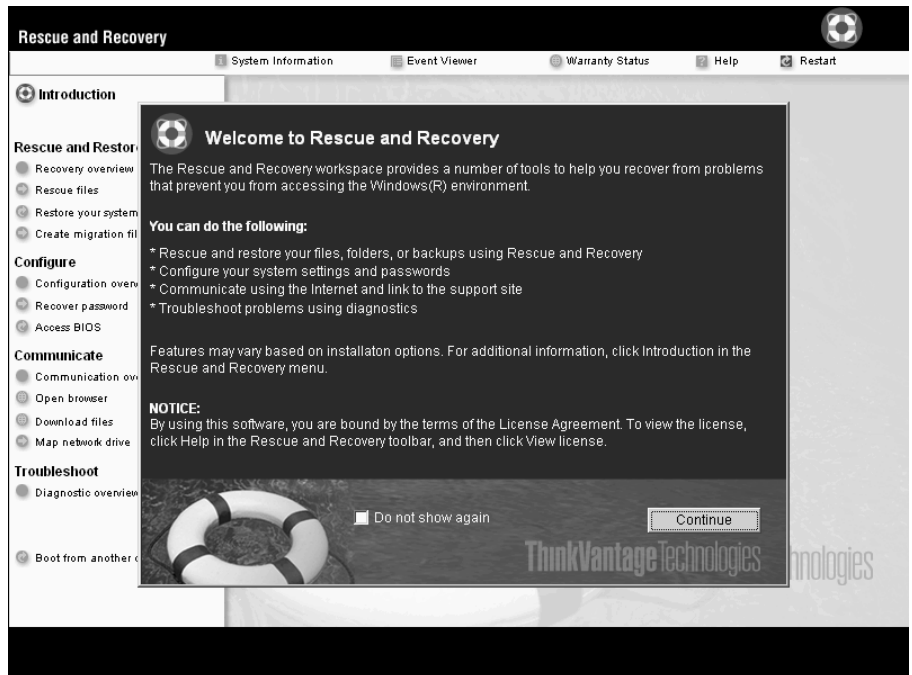 Rescue and Recovery
System Information
Event Viewer
Warranty Status
Help
Restart
Introduction
Rescue and Restor
Recovery overview
Rescue files
Restore your system
Create migration fil
Configure
Configuration overv
Recover password
Access BIOS
Communicate
Communication ov
Open browser
Download files
Map network drive
Troubleshoot
Diagnostic overview
Boot from another
Welcome to Rescue and Recovery
The Rescue and Recovery workspace provides a number of tools to help you recover from problems
that prevent you from accessing the Windows(R) environment.
You can do the following:
* Rescue and restore your files, folders, or backups using Rescue and Recovery
* Configure your system settings and passwords
* Communicate using the Internet and link to the support site
* Troubleshoot problems using diagnostics
Features may vary based on installaton options. For additional information, click Introduction in the
Rescue and Recovery menu.
NOTICE:
By using this software, you are bound by the terms of the License Agreement. To view the license,
click Help in the Rescue and Recovery toolbar, and then click View license.
Do not show again
Continue
ThinkVantage Technologies
hnologies